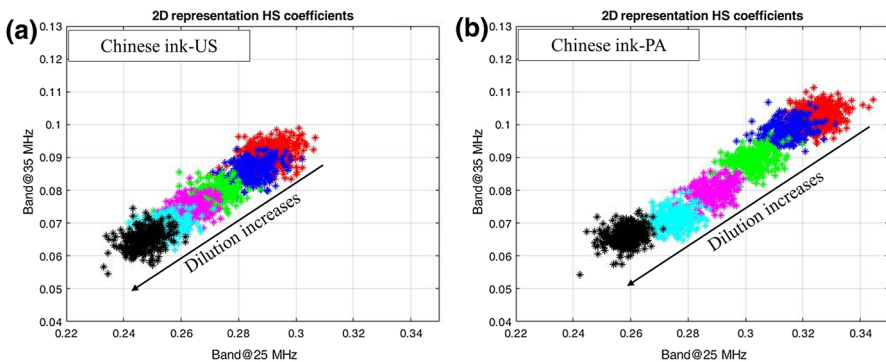 (a)
2D representation HS coefficients
Chinese ink-US
0.13
0.12
0.11
0.1
0.09
0.08
0.07
0.06
0.05
0.04
Band@35 MHz
Dilution increases
0.22 0.24 0.26 0.28 0.3 0.32 0.34
Band@25 MHz
(b)
2D representation HS coefficients
Chinese ink-PA
0.13
0.12
0.11
0.1
0.09
0.08
0.07
0.06
0.05
0.04
Band@35 MHz
Dilution increases
0.22 0.24 0.26 0.28 0.3 0.32 0.34
Band@25 MHz